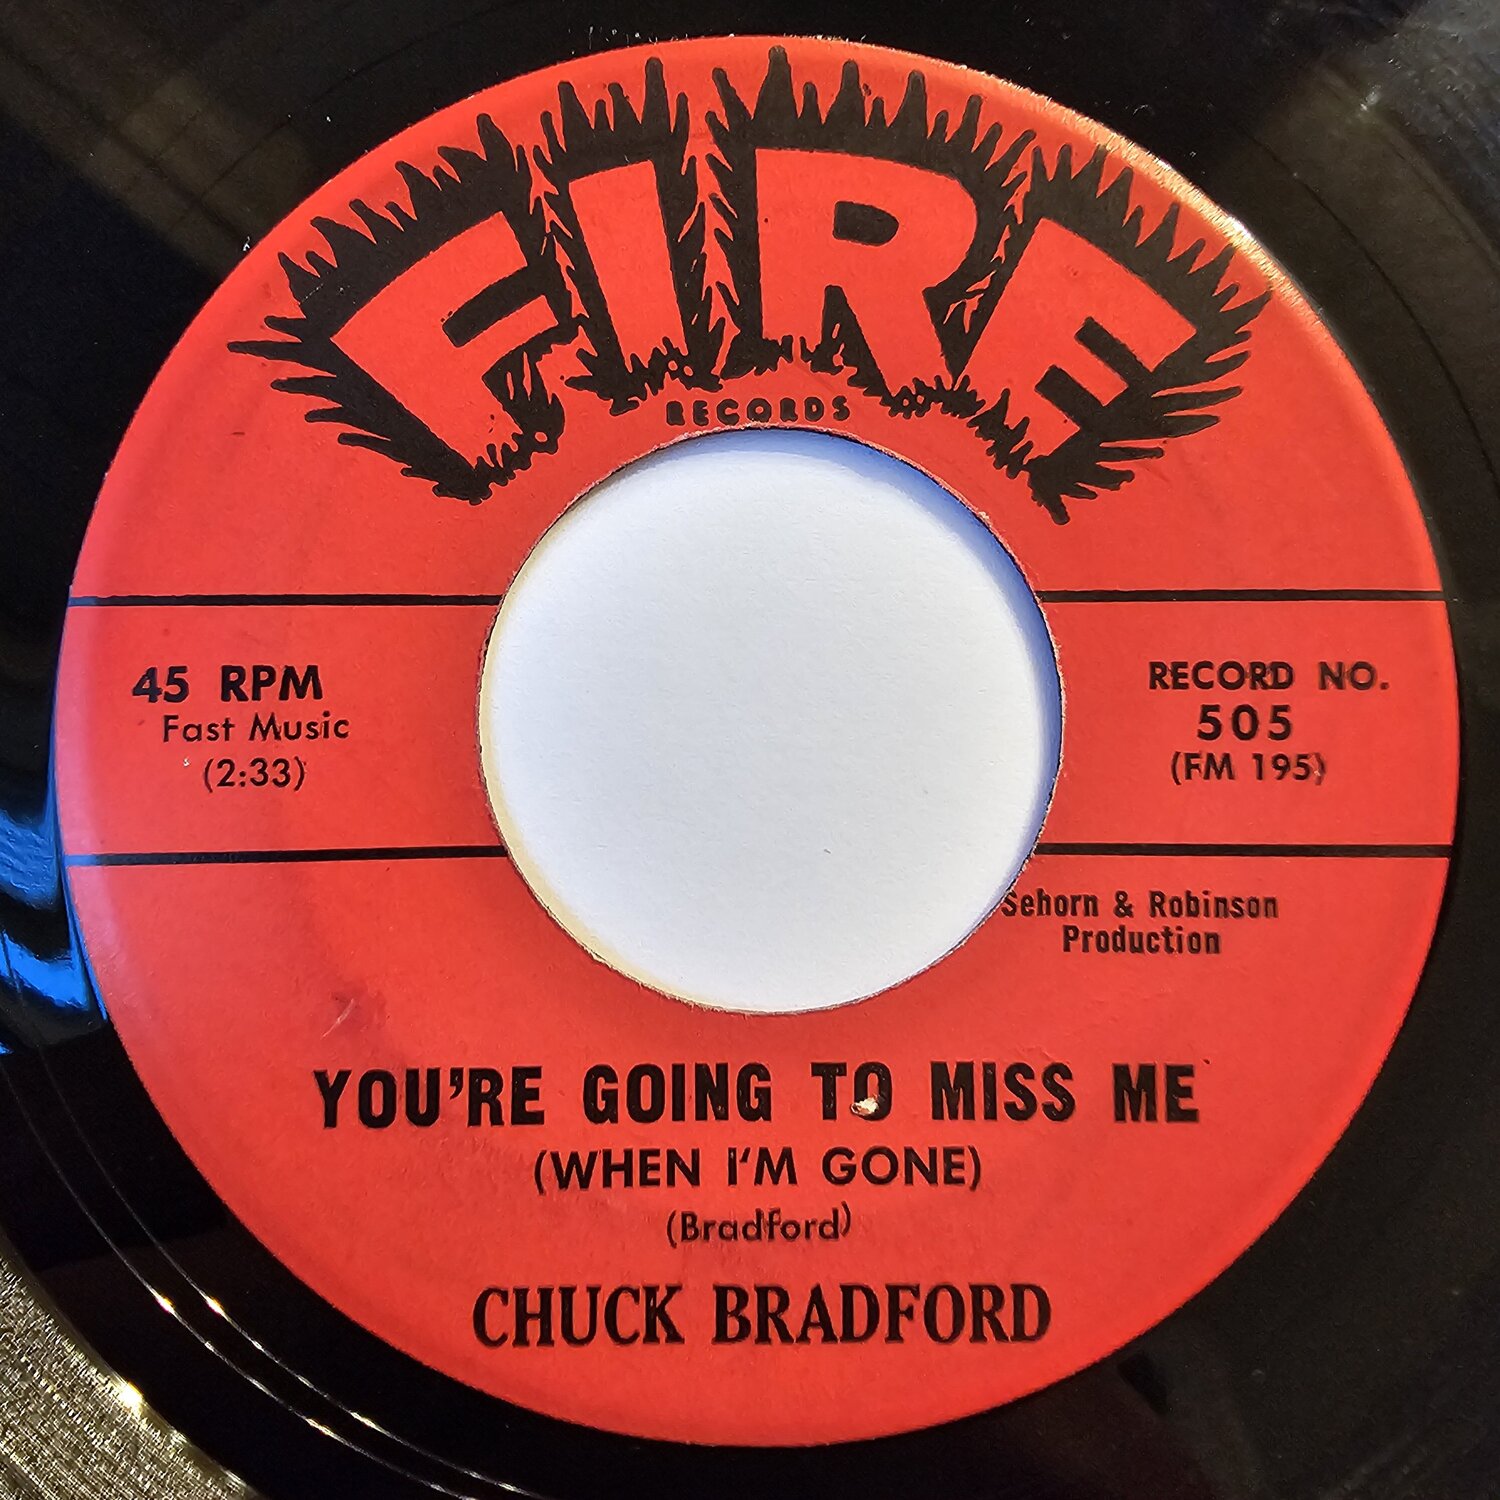 FIRE
RECORDS
45 RPM
Fast Music
(2:33)
RECORD NO.
505
(FM 195)
Sehorn & Robinson
Production
YOU'RE GOING TO MISS ME
(WHEN I'M GONE)
(Bradford)
CHUCK BRADFORD